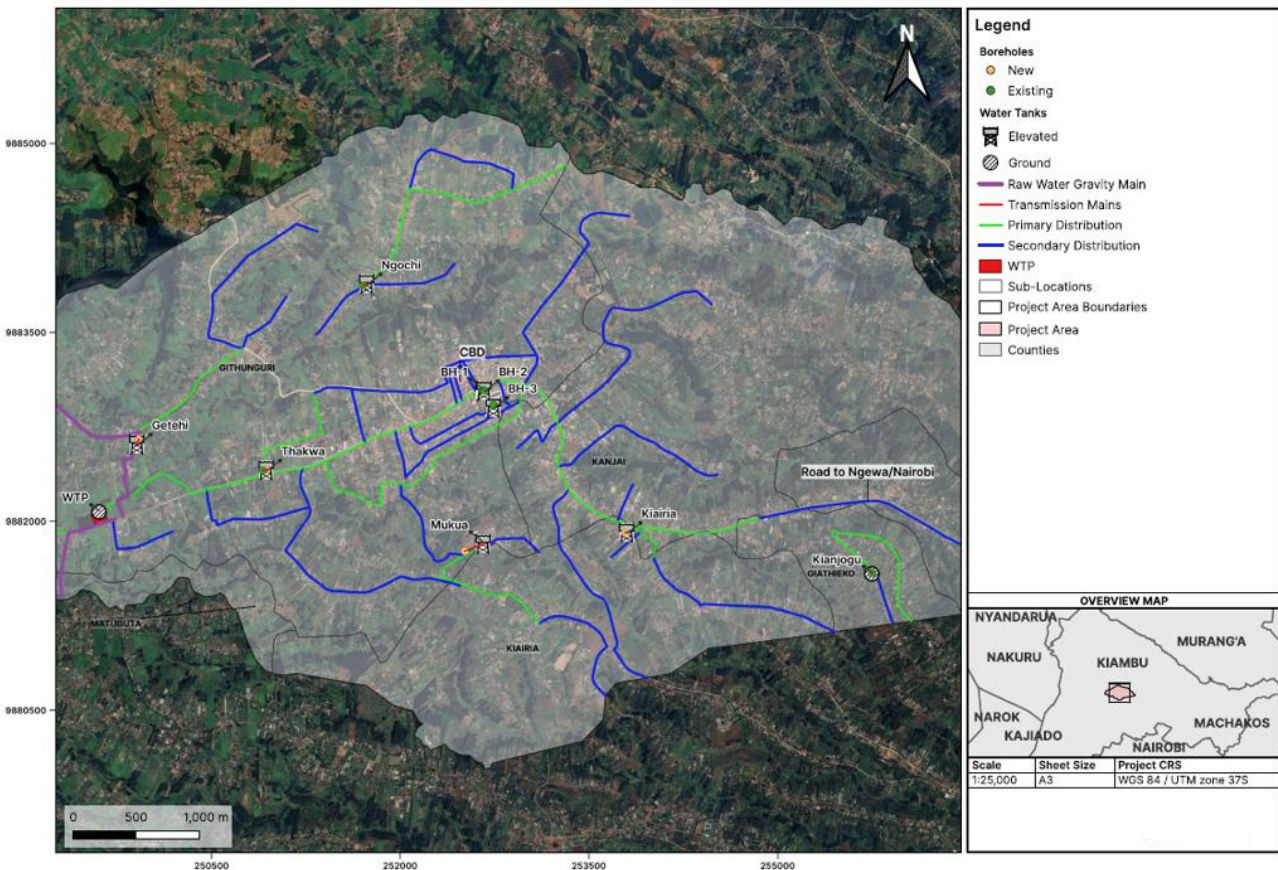 N
9885000
9883500
9882000
9880500
250500
252000
253500
255000
Ngochi
CBD
BH-1
BH-2
BH-3
GITHUNGURI
Getehi
Thakwa
WTP
KANJAI
Road to Ngewa/Nairobi
Mukua
Kiairia
Kianjogu
GIATHIEKO
MATUGUTA
KIAIRIA
0 500 1,000 m
Legend
Boreholes
New
Existing
Water Tanks
Elevated
Ground
Raw Water Gravity Main
Transmission Mains
Primary Distribution
Secondary Distribution
WTP
Sub-Locations
Project Area Boundaries
Project Area
Counties
OVERVIEW MAP
NYANDARUA
MURANG'A
NAKURU
KIAMBU
NAROK
MACHAKOS
KAJIADO
NAIROBI
Scale Sheet Size Project CRS
1:25,000 A3 WGS 84 / UTM zone 37S